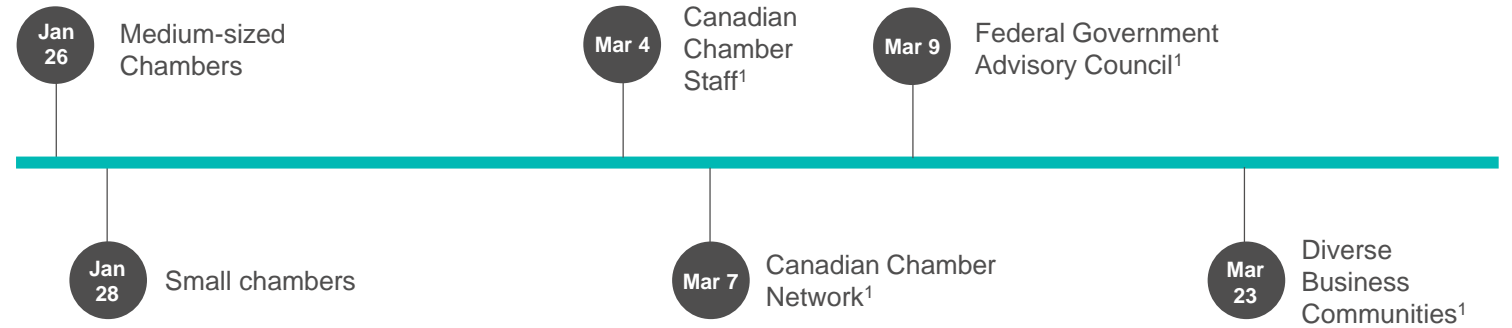 Jan
26
Medium-sized
Chambers
Mar 4
Canadian
Chamber
Staff¹
Mar 9
Federal Government
Advisory Council¹
Jan
28
Small chambers
Mar 7
Canadian Chamber
Network¹
Mar
23
Diverse
Business
Communities¹